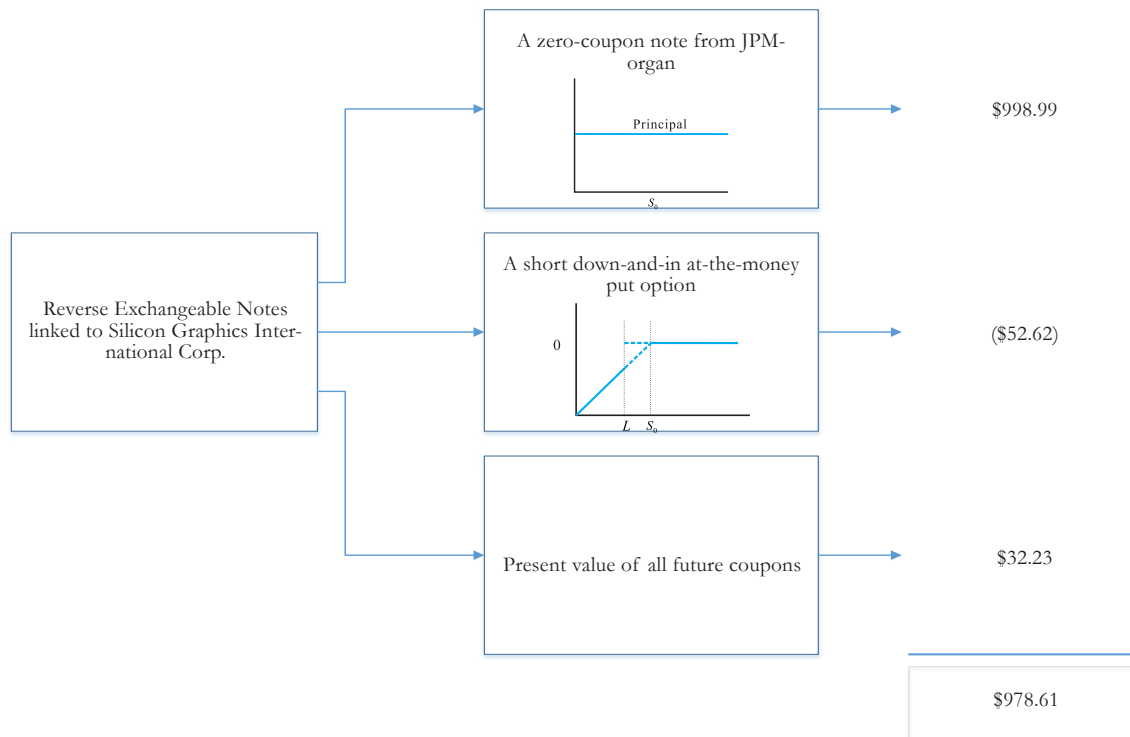 A zero-coupon note from JPM-
organ
Principal
S₀
$998.99
Reverse Exchangeable Notes
linked to Silicon Graphics Inter-
national Corp.
A short down-and-in at-the-money
put option
0
L S₀
($52.62)
Present value of all future coupons
$32.23
$978.61